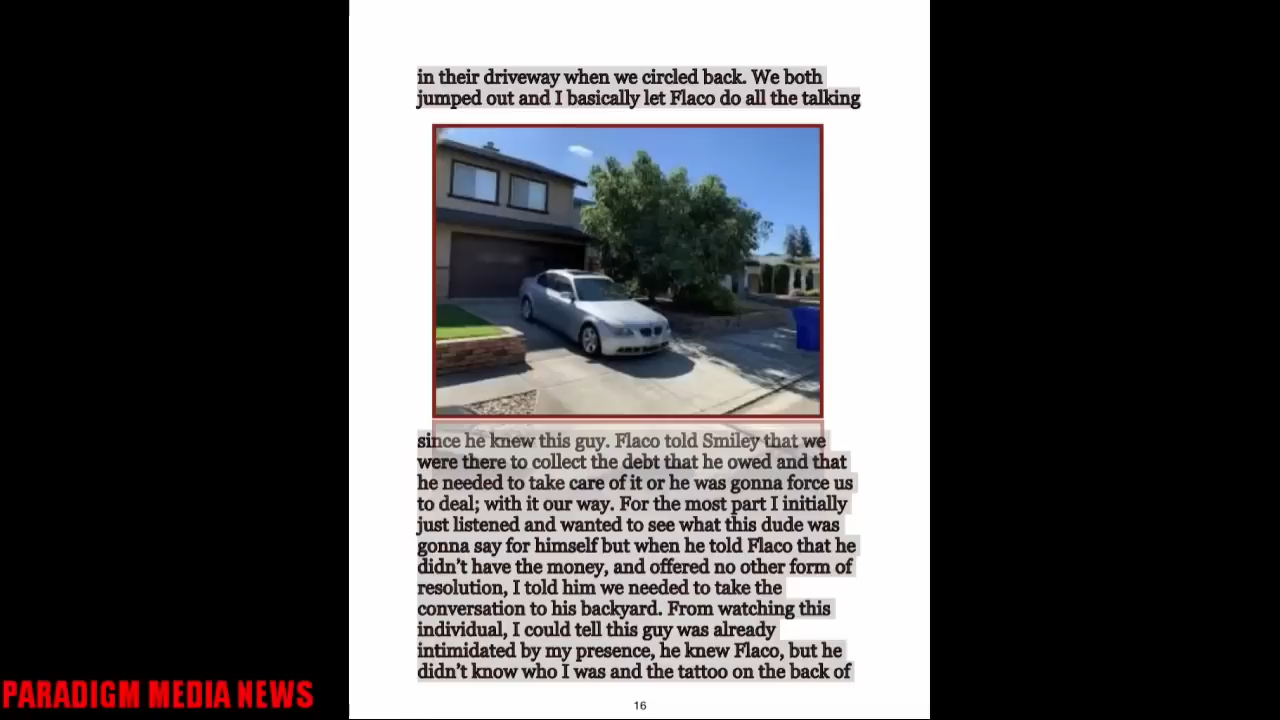 in their driveway when we circled back. We both
jumped out and I basically let Flaco do all the talking
since he knew this guy. Flaco told Smiley that we
were there to collect the debt that he owed and that
he needed to take care of it or he was gonna force us
to deal; with it our way. For the most part I initially
just listened and wanted to see what this dude was
gonna say for himself but when he told Flaco that he
didn't have the money, and offered no other form of
resolution, I told him we needed to take the
conversation to his backyard. From watching this
individual, I could tell this guy was already
intimidated by my presence, he knew Flaco, but he
didn't know who I was and the tattoo on the back of
16
PARADIGM MEDIA NEWS